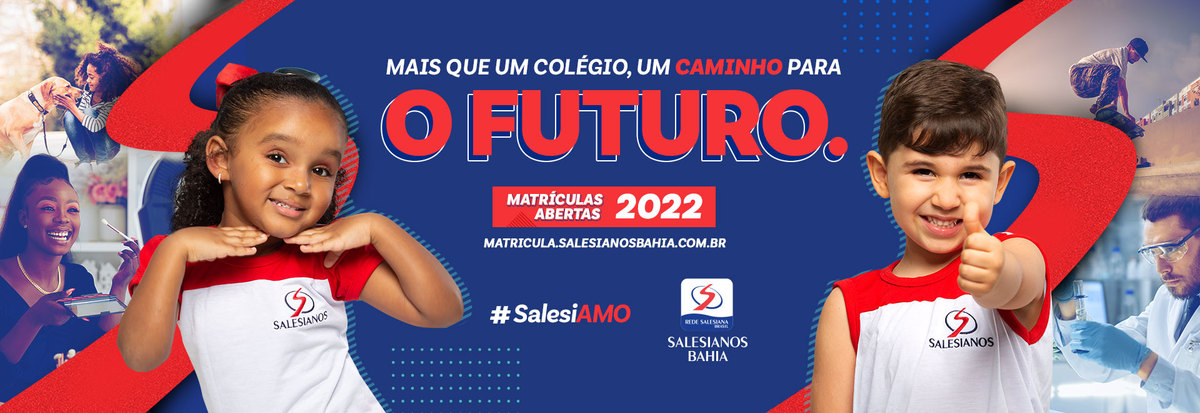 MAIS QUE UM COLÉGIO, UM CAMINHO PARA
O FUTURO.
MATRÍCULAS
ABERTAS 2022
MATRICULA.SALESIANOSBAHIA.COM.BR
#SalesiAMO
REDE SALESIANA
BRASIL
SALESIANOS
BAHIA
SALESIANOS
SALESIANOS